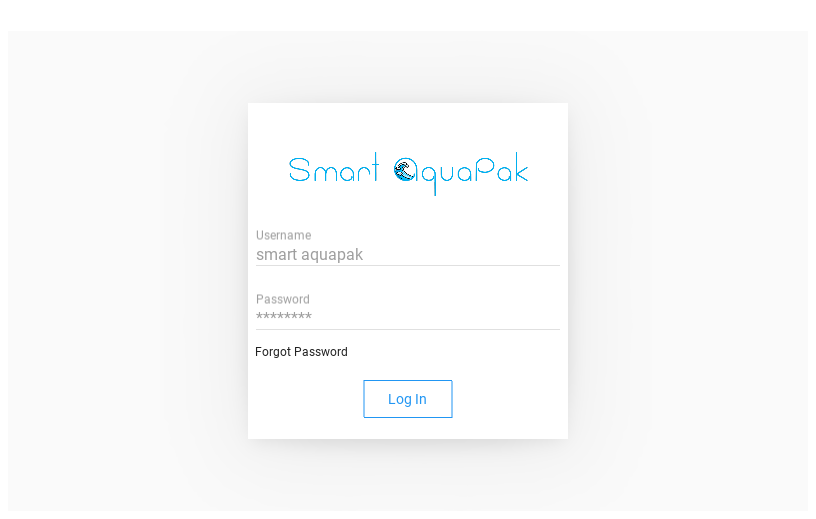 Smart aquaPak
Username
smart aquapak
Password
********
Forgot Password
Log In